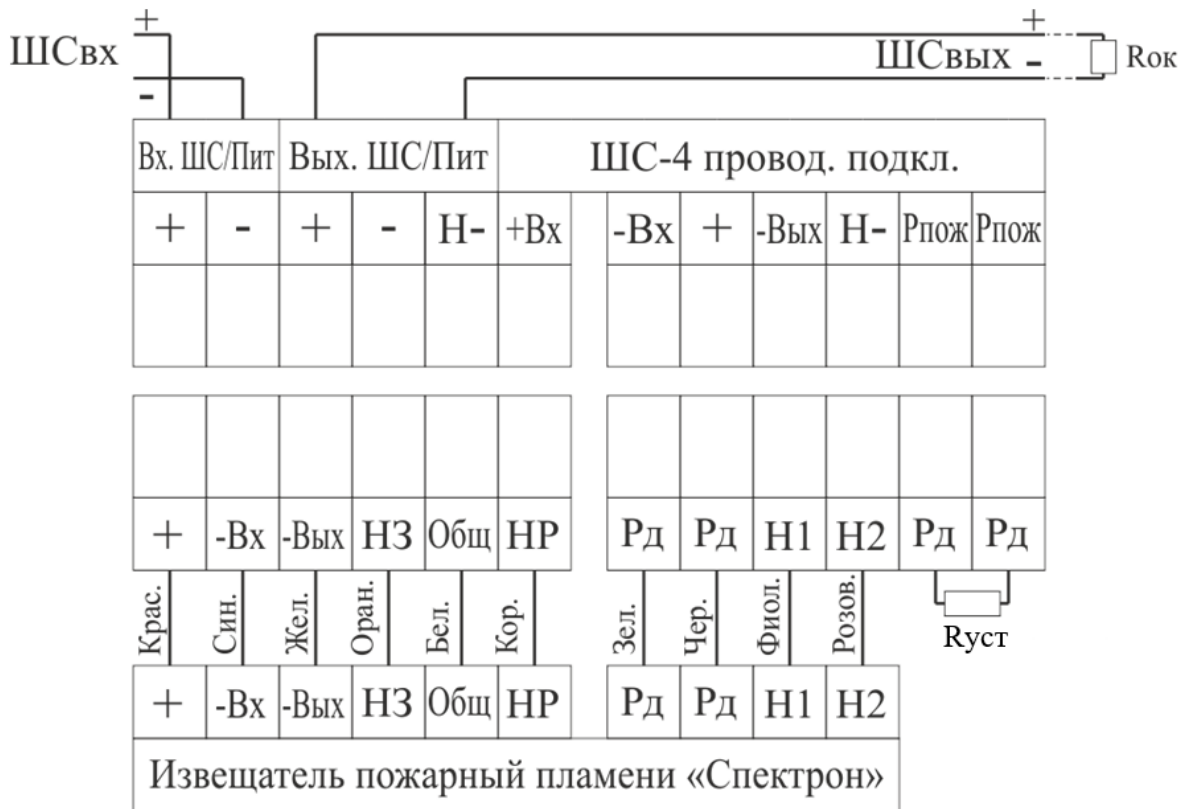 + +
ШСвх ШСвых - Rок
-
Вх. ШС/Пит Вых. ШС/Пит ШС-4 провод. подкл.
+ - + - Н- +Вх -Вх + -Вых Н- Рпож Рпож
+ -Вх -Вых НЗ Общ НР Рд Рд Н1 Н2 Рд Рд
Крас. Син. Жел. Оран. Бел. Кор. Зел. Чер. Фиол. Розов. Rуст
+ -Вх -Вых НЗ Общ НР Рд Рд Н1 Н2
Извещатель пожарный пламени «Спектрон»